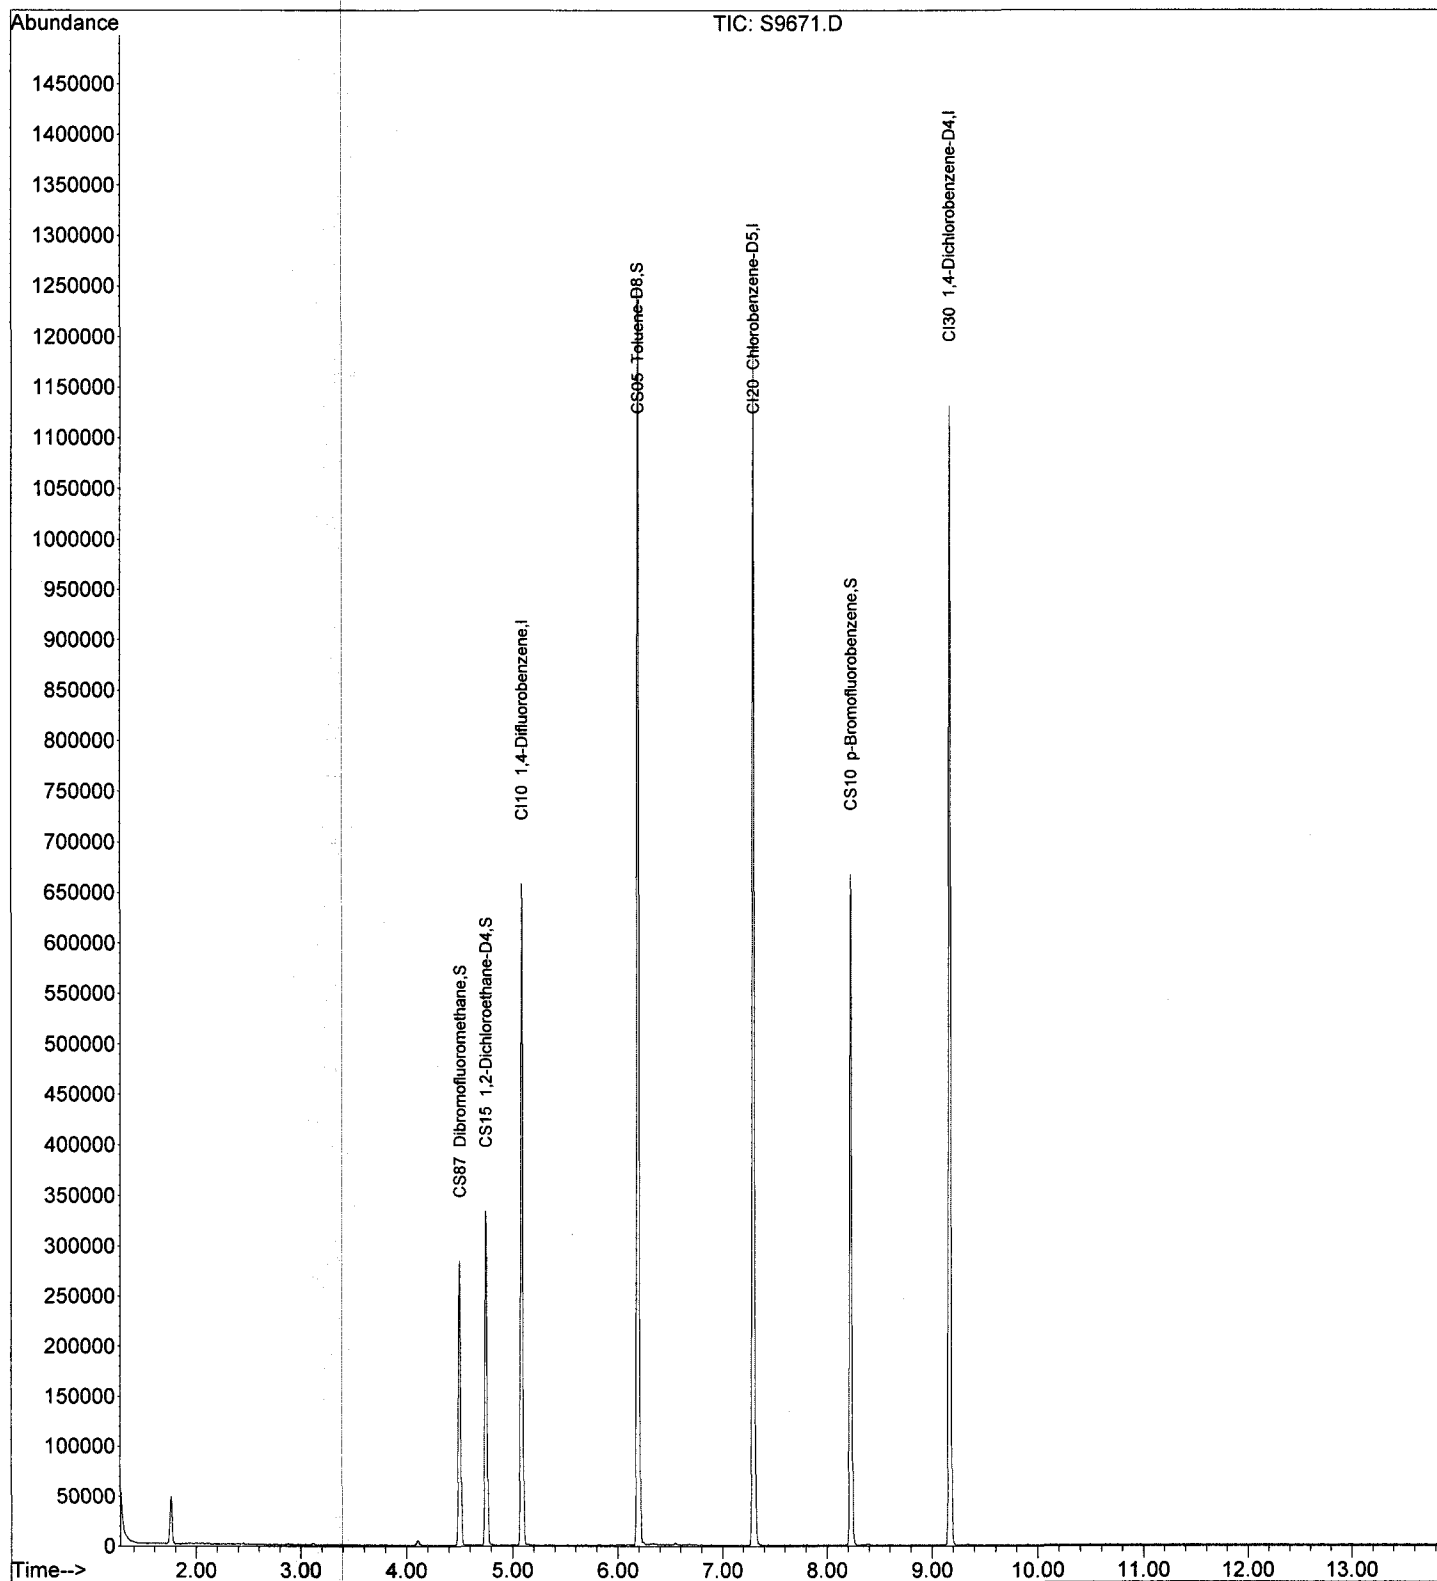 Abundance
TIC: S9671.D
1450000
1400000
1350000
1300000
1250000
1200000
1150000
1100000
1050000
1000000
950000
900000
850000
800000
750000
700000
650000
600000
550000
500000
450000
400000
350000
300000
250000
200000
150000
100000
50000
0
CS87 Dibromofluoromethane,S
CS15 1,2-Dichloroethane-D4,S
CI10 1,4-Difluorobenzene,I
CS05 Toluene-D8,S
CI20 Chlorobenzene-D5,I
CS10 p-Bromofluorobenzene,S
CI30 1,4-Dichlorobenzene-D4,I
Time-->
2.00 3.00 4.00 5.00 6.00 7.00 8.00 9.00 10.00 11.00 12.00 13.00